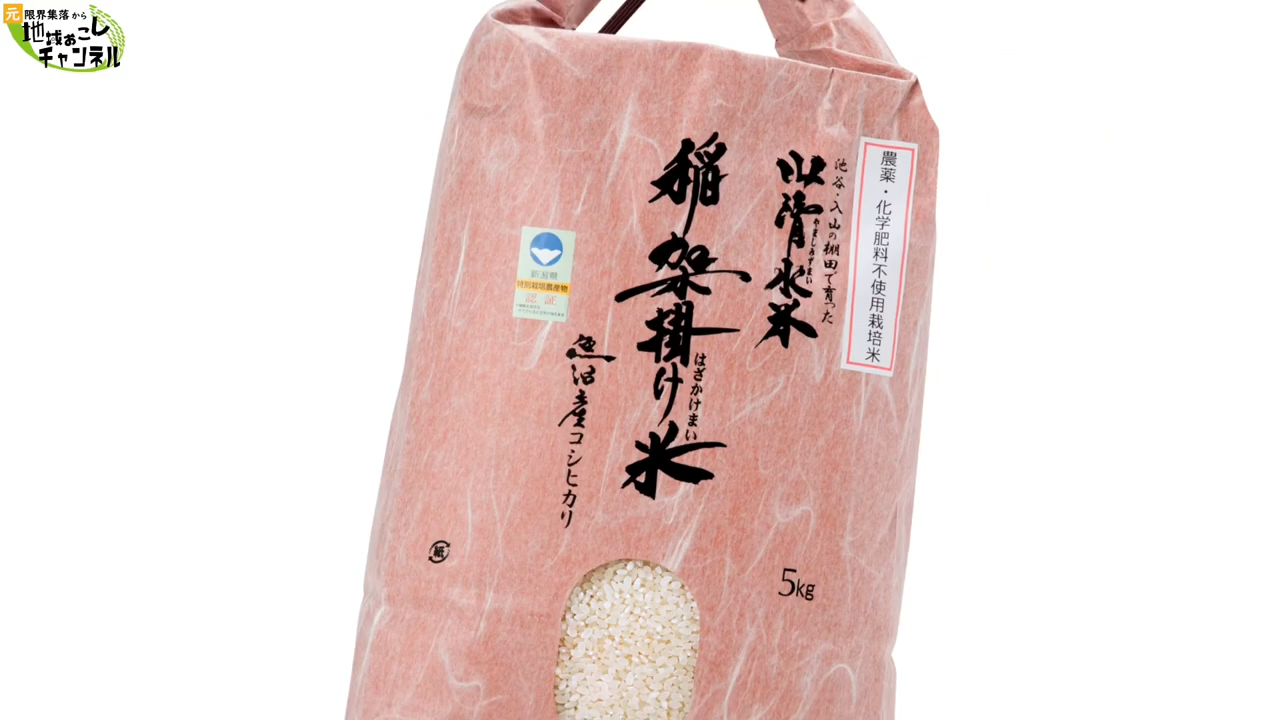 元限界集落から
地域おこし
チャンネル
農薬・化学肥料不使用栽培米
池谷・入山の棚田で育った
山清水米
やましみずまい
稲架掛け米
はざかけまい
新潟県
特別栽培農産物
認証
魚沼産コシヒカリ
紙
5kg